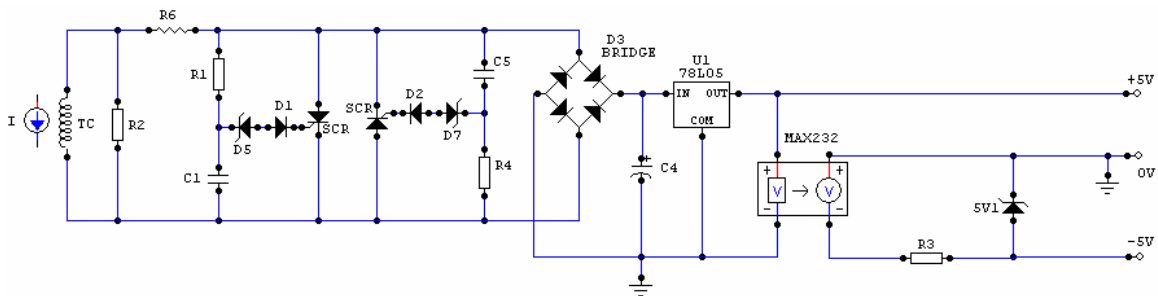 R6
D3
BRIDGE
C5
U1
78L05
IN OUT
COM
+5V
R1
D1
D2
SCR
SCR
I
TC
R2
D5
D7
MAX232
C1
R4
C4
0V
+ +
V
V
- -
5V1
R3
-5V
+